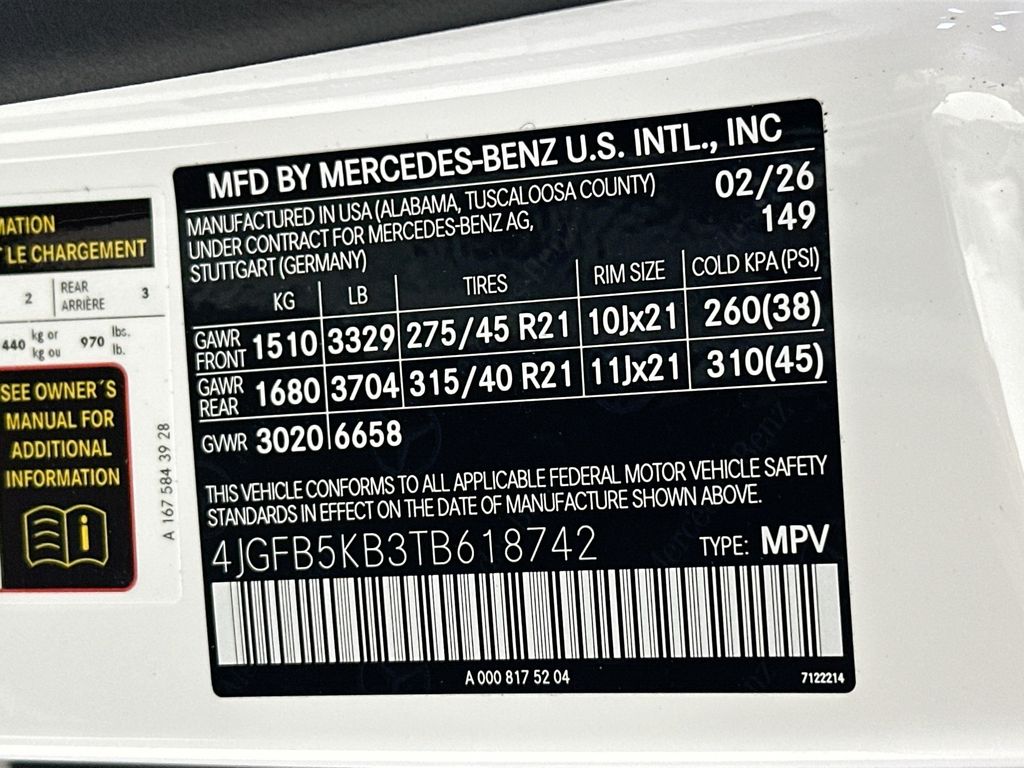 MATION
T LE CHARGEMENT
2 REAR ARRIÈRE 3
440 kg or kg ou 970 lbs. lb.
SEE OWNER´S
MANUAL FOR
ADDITIONAL
INFORMATION
i
A 167 584 39 28
MFD BY MERCEDES-BENZ U.S. INTL., INC
MANUFACTURED IN USA (ALABAMA, TUSCALOOSA COUNTY) 02/26
UNDER CONTRACT FOR MERCEDES-BENZ AG, 149
STUTTGART (GERMANY)
KG LB TIRES RIM SIZE COLD KPA (PSI)
GAWR FRONT 1510 3329 275/45 R21 10Jx21 260(38)
GAWR REAR 1680 3704 315/40 R21 11Jx21 310(45)
GVWR 3020 6658
THIS VEHICLE CONFORMS TO ALL APPLICABLE FEDERAL MOTOR VEHICLE SAFETY
STANDARDS IN EFFECT ON THE DATE OF MANUFACTURE SHOWN ABOVE.
4JGFB5KB3TB618742 TYPE: MPV
A 000 817 52 04 7122214